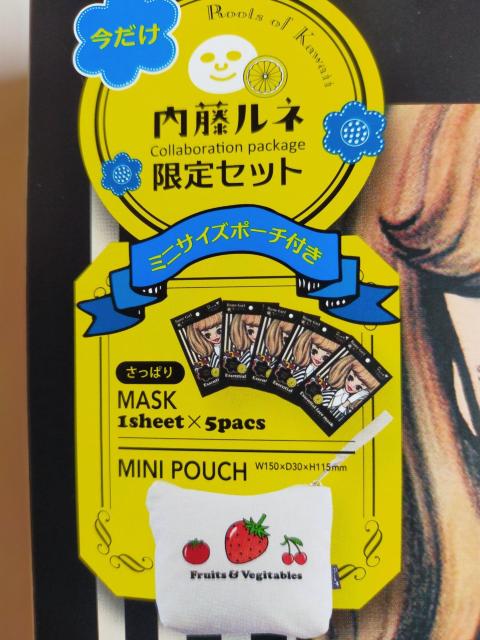 今だけ
Roots of Kawaii
内藤ルネ
Collaboration package
限定セット
ミニサイズポーチ付き
さっぱり
MASK
1sheet×5pacs
MINI POUCH W150×D30×H115mm
Fruits & Vegitables